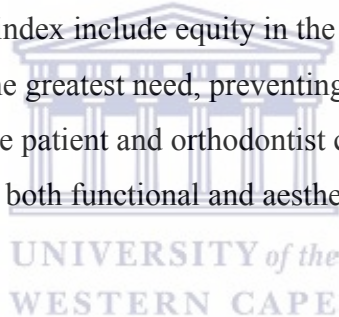 index include equity in the
e greatest need, preventing
e patient and orthodontist
both functional and aesthe
UNIVERSITY of the
WESTERN CAPE